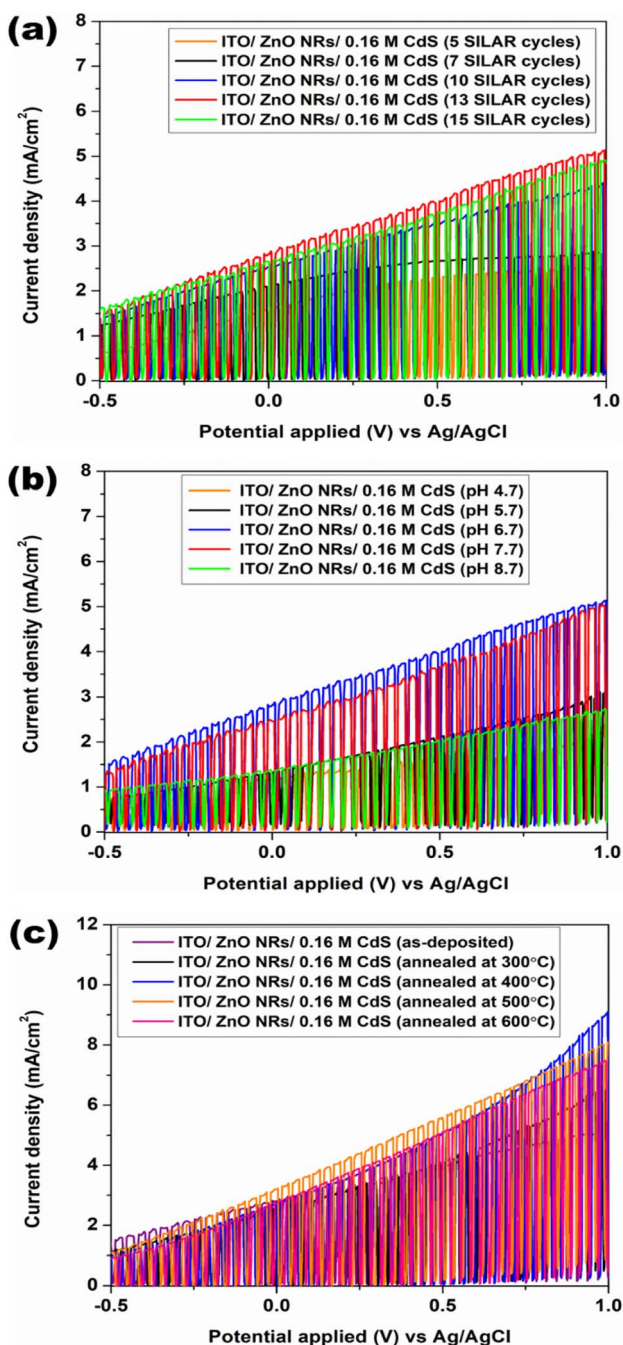 (a)
ITO/ ZnO NRs/ 0.16 M CdS (5 SILAR cycles)
ITO/ ZnO NRs/ 0.16 M CdS (7 SILAR cycles)
ITO/ ZnO NRs/ 0.16 M CdS (10 SILAR cycles)
ITO/ ZnO NRs/ 0.16 M CdS (13 SILAR cycles)
ITO/ ZnO NRs/ 0.16 M CdS (15 SILAR cycles)
Current density (mA/cm²)
8
7
6
5
4
3
2
1
0
-0.5 0.0 0.5 1.0
Potential applied (V) vs Ag/AgCl
(b)
ITO/ ZnO NRs/ 0.16 M CdS (pH 4.7)
ITO/ ZnO NRs/ 0.16 M CdS (pH 5.7)
ITO/ ZnO NRs/ 0.16 M CdS (pH 6.7)
ITO/ ZnO NRs/ 0.16 M CdS (pH 7.7)
ITO/ ZnO NRs/ 0.16 M CdS (pH 8.7)
Current density (mA/cm²)
8
7
6
5
4
3
2
1
0
-0.5 0.0 0.5 1.0
Potential applied (V) vs Ag/AgCl
(c)
ITO/ ZnO NRs/ 0.16 M CdS (as-deposited)
ITO/ ZnO NRs/ 0.16 M CdS (annealed at 300°C)
ITO/ ZnO NRs/ 0.16 M CdS (annealed at 400°C)
ITO/ ZnO NRs/ 0.16 M CdS (annealed at 500°C)
ITO/ ZnO NRs/ 0.16 M CdS (annealed at 600°C)
Current density (mA/cm²)
12
10
8
6
4
2
0
-0.5 0.0 0.5 1.0
Potential applied (V) vs Ag/AgCl